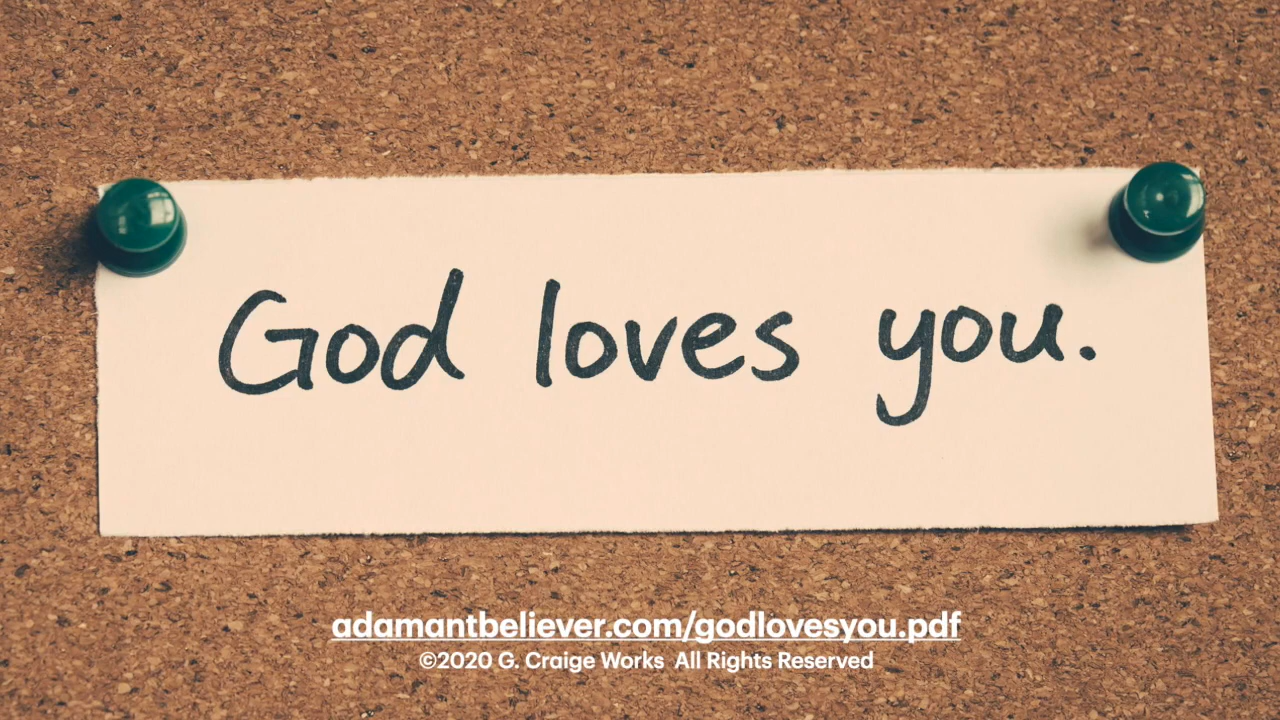 God loves you.
adamantbeliever.com/godlovesyou.pdf
©2020 G. Craige Works All Rights Reserved